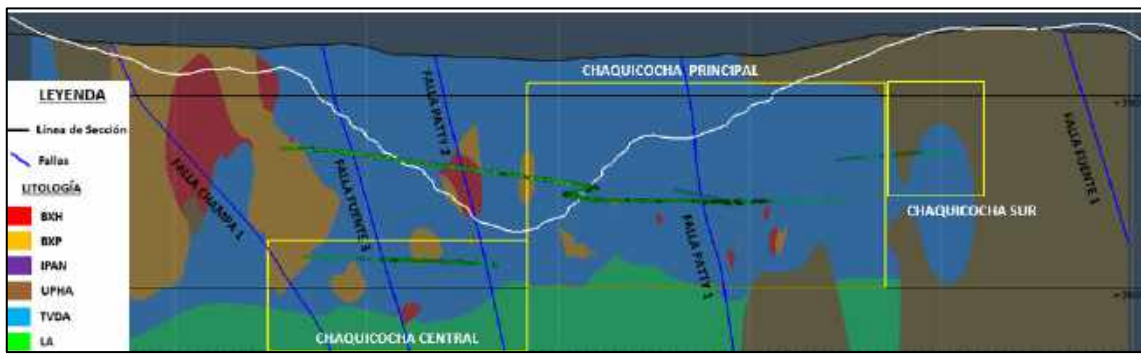 CHAQUICOCHA PRINCIPAL
LEYENDA
Línea de Sección
Fallas
LITOLOGÍA
BXH
BXP
IPAN
UPHA
TVDA
LA
FALLA CHAMPA 1
FALLA FUENTE 3
FALLA PATTY 2
FALLA PATTY 1
FALLA FUENTE 1
CHAQUICOCHA SUR
CHAQUICOCHA CENTRAL